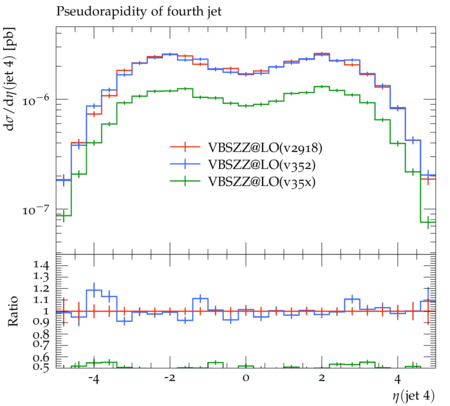 Pseudorapidity of fourth jet
dσ/dη(jet 4) [pb]
10⁻⁶
10⁻⁷
VBSZZ@LO(v2918)
VBSZZ@LO(v352)
VBSZZ@LO(v35x)
Ratio
1.4
1.3
1.2
1.1
1
0.9
0.8
0.7
0.6
0.5
-4 -2 0 2 4
η(jet 4)